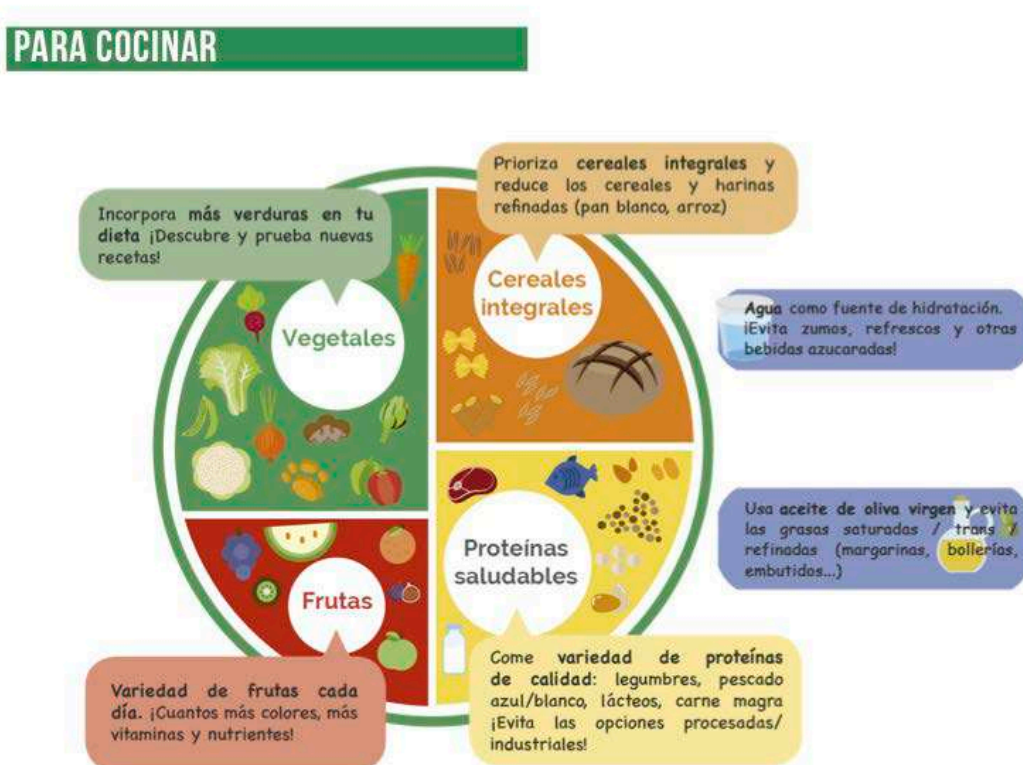 PARA COCINAR
Prioriza cereales integrales y
reduce los cereales y harinas
refinadas (pan blanco, arroz)
Incorpora más verduras en tu
dieta ¡Descubre y prueba nuevas
recetas!
Cereales
integrales
Vegetales
Agua como fuente de hidratación.
¡Evita zumos, refrescos y otras
bebidas azucaradas!
Usa aceite de oliva virgen y evita
las grasas saturadas / trans /
refinadas (margarinas, bollerías,
embutidos...)
Proteínas
saludables
Frutas
Variedad de frutas cada
día. ¡Cuantos más colores, más
vitaminas y nutrientes!
Come variedad de proteínas
de calidad: legumbres, pescado
azul/blanco, lácteos, carne magra
¡Evita las opciones procesadas/
industriales!